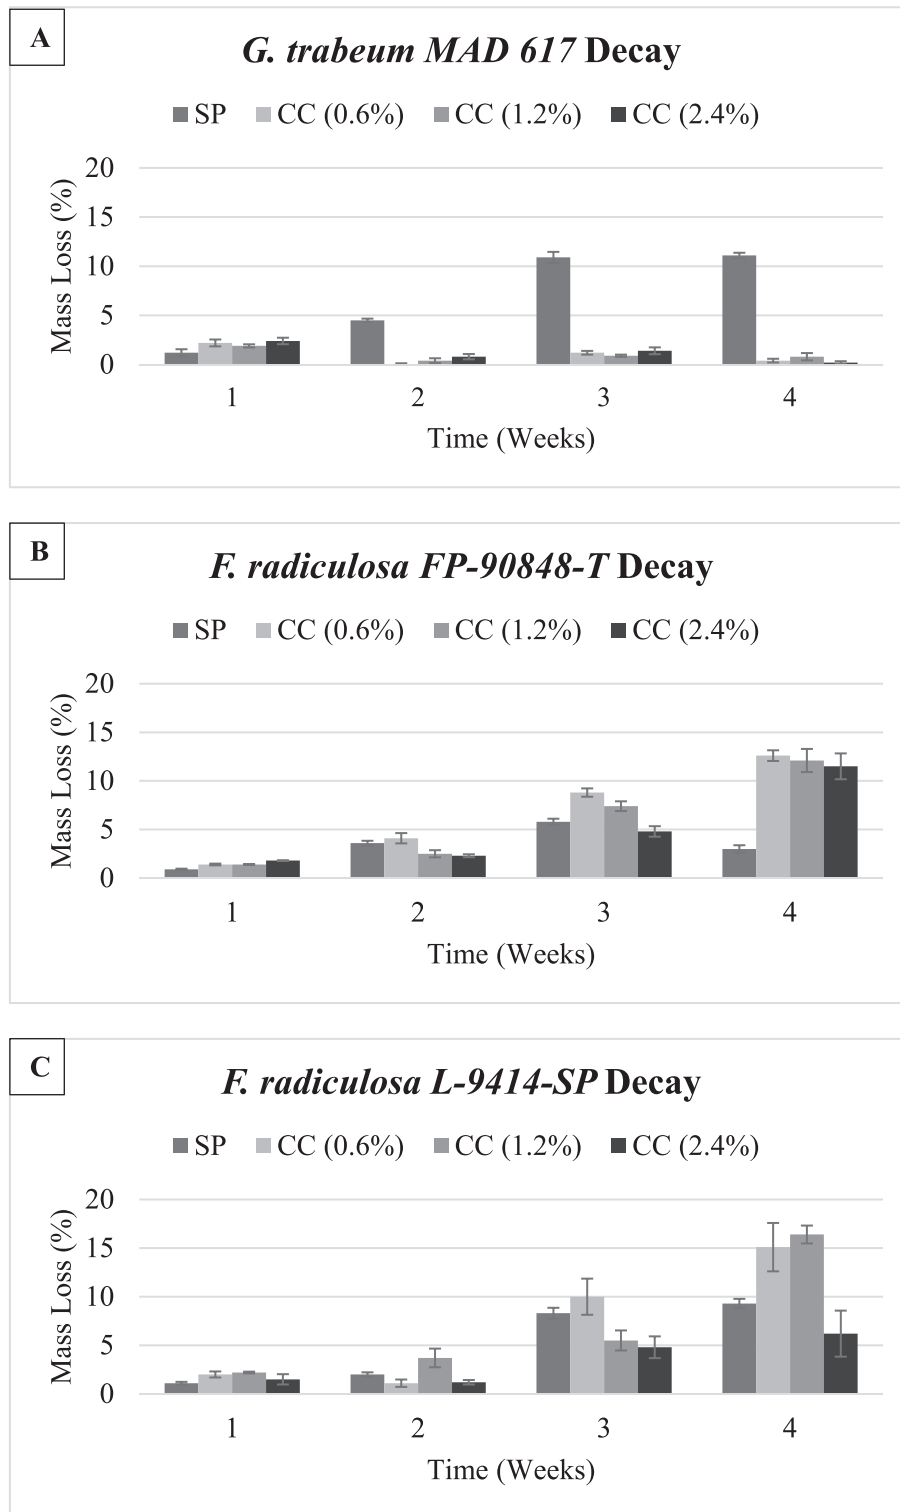 A
G. trabeum MAD 617 Decay
SP CC (0.6%) CC (1.2%) CC (2.4%)
Mass Loss (%)
20
15
10
5
0
1 2 3 4
Time (Weeks)
B
F. radiculosa FP-90848-T Decay
SP CC (0.6%) CC (1.2%) CC (2.4%)
Mass Loss (%)
20
15
10
5
0
1 2 3 4
Time (Weeks)
C
F. radiculosa L-9414-SP Decay
SP CC (0.6%) CC (1.2%) CC (2.4%)
Mass Loss (%)
20
15
10
5
0
1 2 3 4
Time (Weeks)